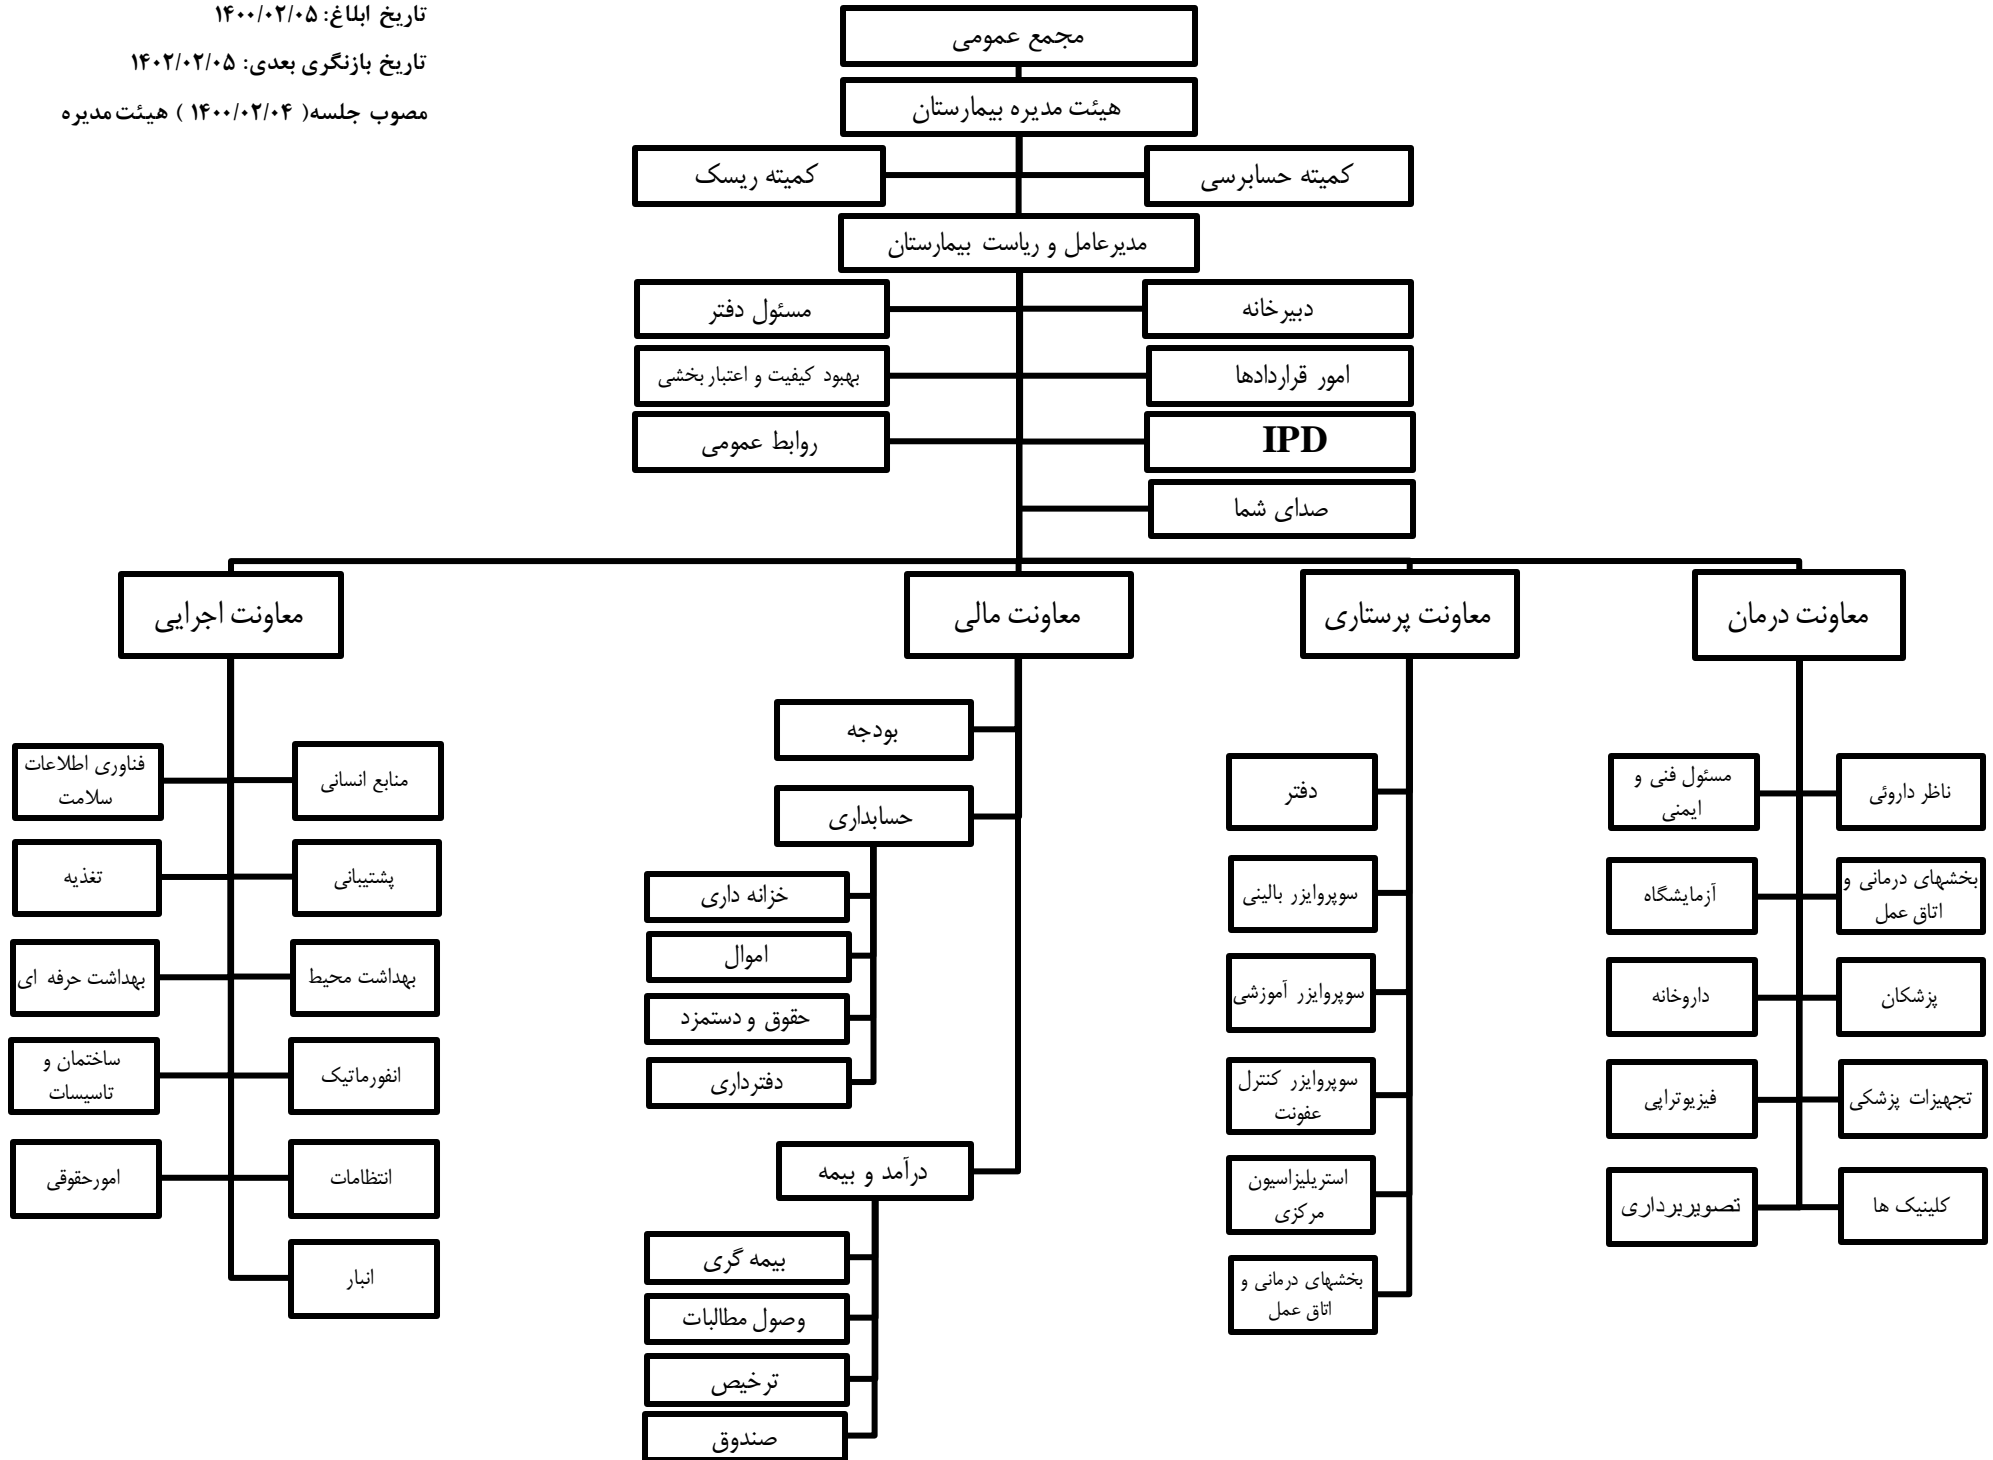 تاریخ ابلاغ: ۱۴۰۰/۰۲/۰۵
تاریخ بازنگری بعدی: ۱۴۰۲/۰۲/۰۵
مصوب جلسه( ۱۴۰۰/۰۲/۰۴ ) هیئت مدیره
مجمع عمومی
هیئت مدیره بیمارستان
کمیته حسابرسی
کمیته ریسک
مدیرعامل و ریاست بیمارستان
دبیرخانه
مسئول دفتر
امور قراردادها
بهبود کیفیت و اعتباربخشی
IPD
روابط عمومی
صدای شما
معاونت درمان
معاونت پرستاری
معاونت مالی
معاونت اجرایی
ناظر داروئی
مسئول فنی و
ایمنی
بخشهای درمانی و
اتاق عمل
آزمایشگاه
پزشکان
داروخانه
تجهیزات پزشکی
فیزیوتراپی
کلینیک ها
تصویربرداری
دفتر
سوپروایزر بالینی
سوپروایزر آموزشی
سوپروایزر کنترل
عفونت
استریلیزاسیون
مرکزی
بخشهای درمانی و
اتاق عمل
بودجه
حسابداری
خزانه داری
اموال
حقوق و دستمزد
دفترداری
درآمد و بیمه
بیمه گری
وصول مطالبات
ترخیص
صندوق
منابع انسانی
فناوری اطلاعات
سلامت
پشتیبانی
تغذیه
بهداشت محیط
بهداشت حرفه ای
انفورماتیک
ساختمان و
تاسیسات
انتظامات
امورحقوقی
انبار